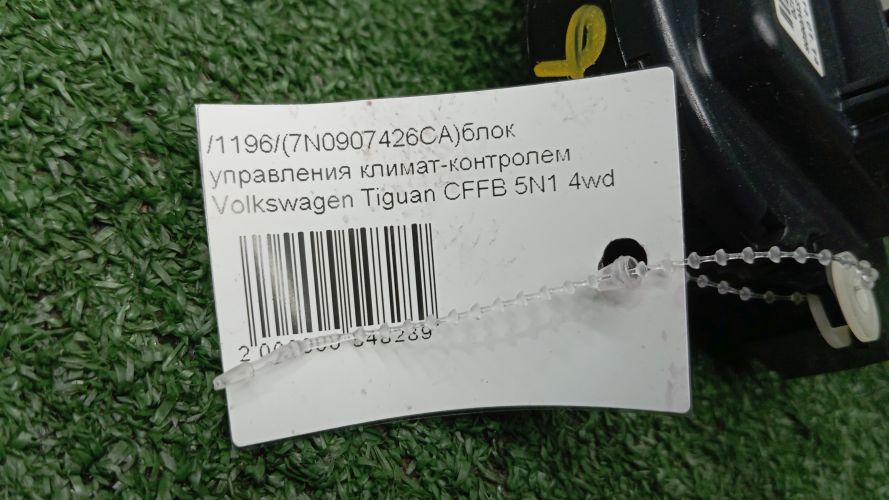 /1196/(7N0907426CA)блок
управления климат-контролем
Volkswagen Tiguan CFFB 5N1 4wd